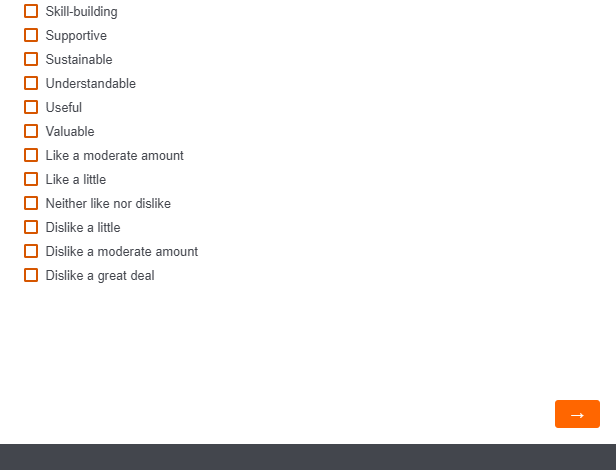 Skill-building
Supportive
Sustainable
Understandable
Useful
Valuable
Like a moderate amount
Like a little
Neither like nor dislike
Dislike a little
Dislike a moderate amount
Dislike a great deal
→